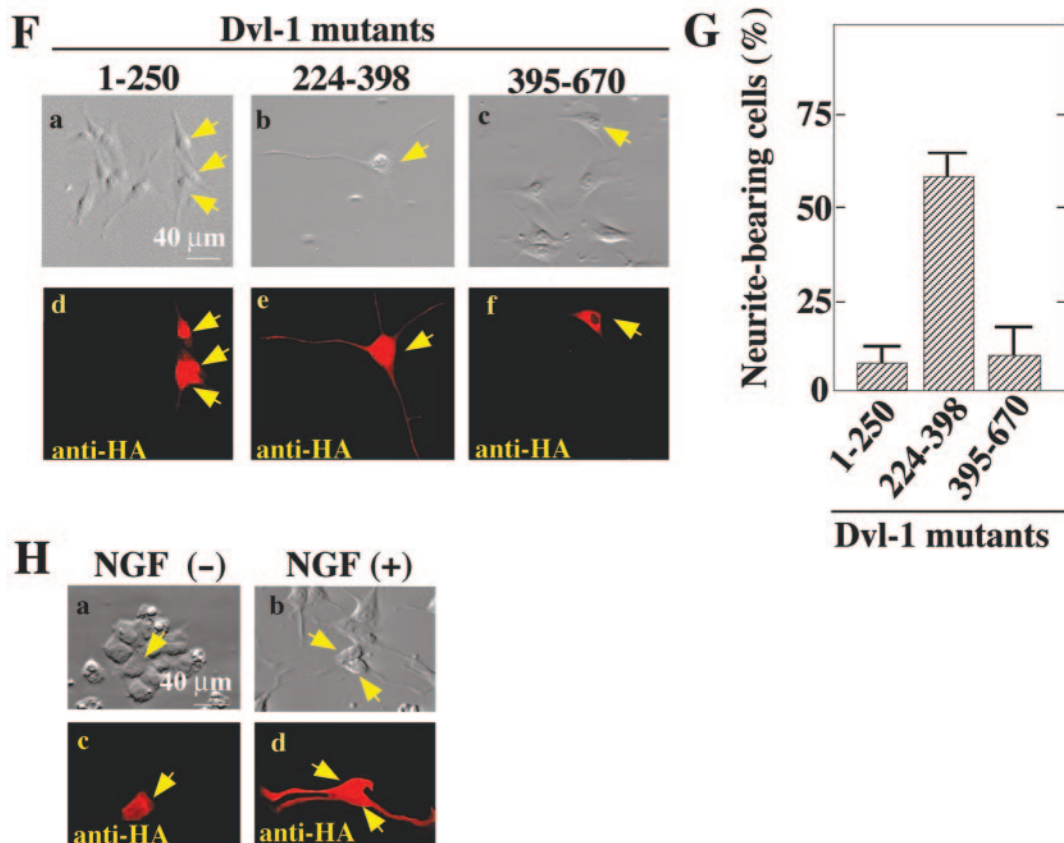 F
Dvl-1 mutants
1-250
224-398
395-670
a
b
c
40 μm
d
e
f
anti-HA
anti-HA
anti-HA
G
Neurite-bearing cells (%)
75
50
25
0
1-250
224-398
395-670
Dvl-1 mutants
H
NGF (–)
NGF (+)
a
b
40 μm
c
d
anti-HA
anti-HA